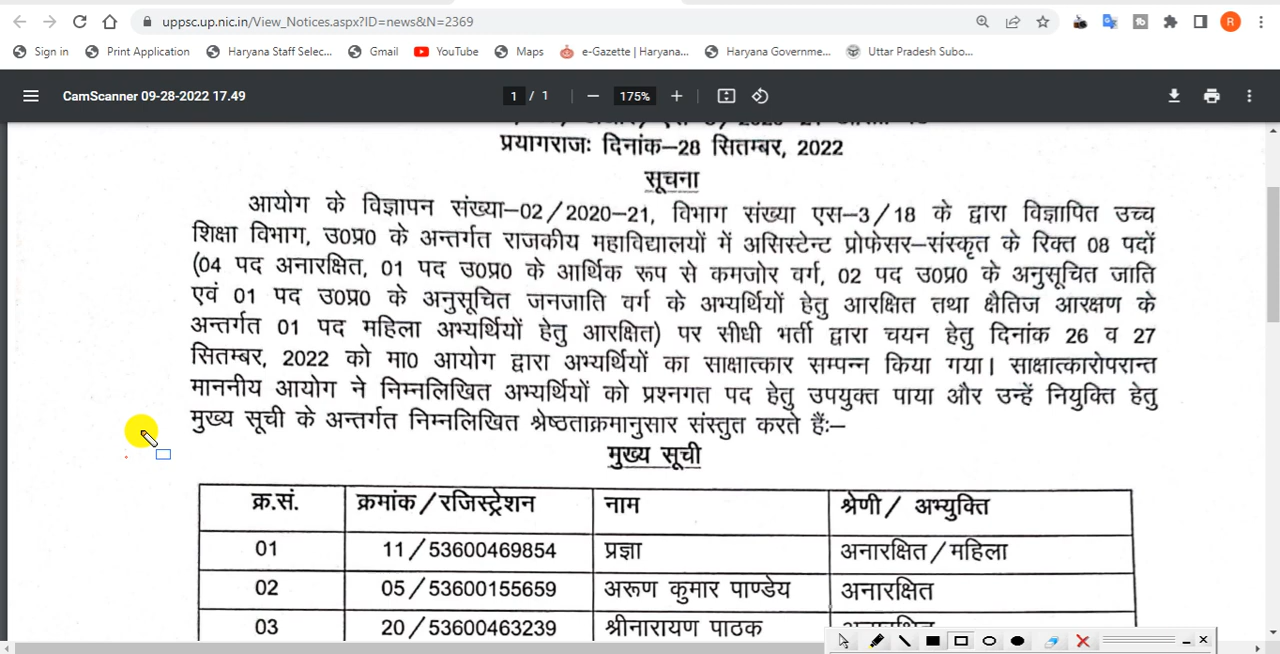 uppsc.up.nic.in/View_Notices.aspx?ID=news&N=2369
Sign in Print Application Haryana Staff Selec... Gmail YouTube Maps e-Gazette | Haryana... Haryana Governme... Uttar Pradesh Subo...
CamScanner 09-28-2022 17.49 1 / 1 175%
प्रयागराजः दिनांक-28 सितम्बर, 2022
सूचना
आयोग के विज्ञापन संख्या-02/2020-21, विभाग संख्या एस-3/18 के द्वारा विज्ञापित उच्च
शिक्षा विभाग, उ0प्र0 के अन्तर्गत राजकीय महाविद्यालयों में असिस्टेन्ट प्रोफेसर-संस्कृत के रिक्त 08 पदों
(04 पद अनारक्षित, 01 पद उ0प्र0 के आर्थिक रूप से कमजोर वर्ग, 02 पद उ0प्र0 के अनुसूचित जाति
एवं 01 पद उ0प्र0 के अनुसूचित जनजाति वर्ग के अभ्यर्थियों हेतु आरक्षित तथा क्षैतिज आरक्षण के
अन्तर्गत 01 पद महिला अभ्यर्थियों हेतु आरक्षित) पर सीधी भर्ती द्वारा चयन हेतु दिनांक 26 व 27
सितम्बर, 2022 को मा0 आयोग द्वारा अभ्यर्थियों का साक्षात्कार सम्पन्न किया गया। साक्षात्कारोपरान्त
माननीय आयोग ने निम्नलिखित अभ्यर्थियों को प्रश्नगत पद हेतु उपयुक्त पाया और उन्हें नियुक्ति हेतु
मुख्य सूची के अन्तर्गत निम्नलिखित श्रेष्ठताक्रमानुसार संस्तुत करते हैं:-
मुख्य सूची
क्र.सं. क्रमांक/रजिस्ट्रेशन नाम श्रेणी/ अभ्युक्ति
01 11/53600469854 प्रज्ञा अनारक्षित/महिला
02 05/53600155659 अरूण कुमार पाण्डेय अनारक्षित
03 20/53600463239 श्रीनारायण पाठक